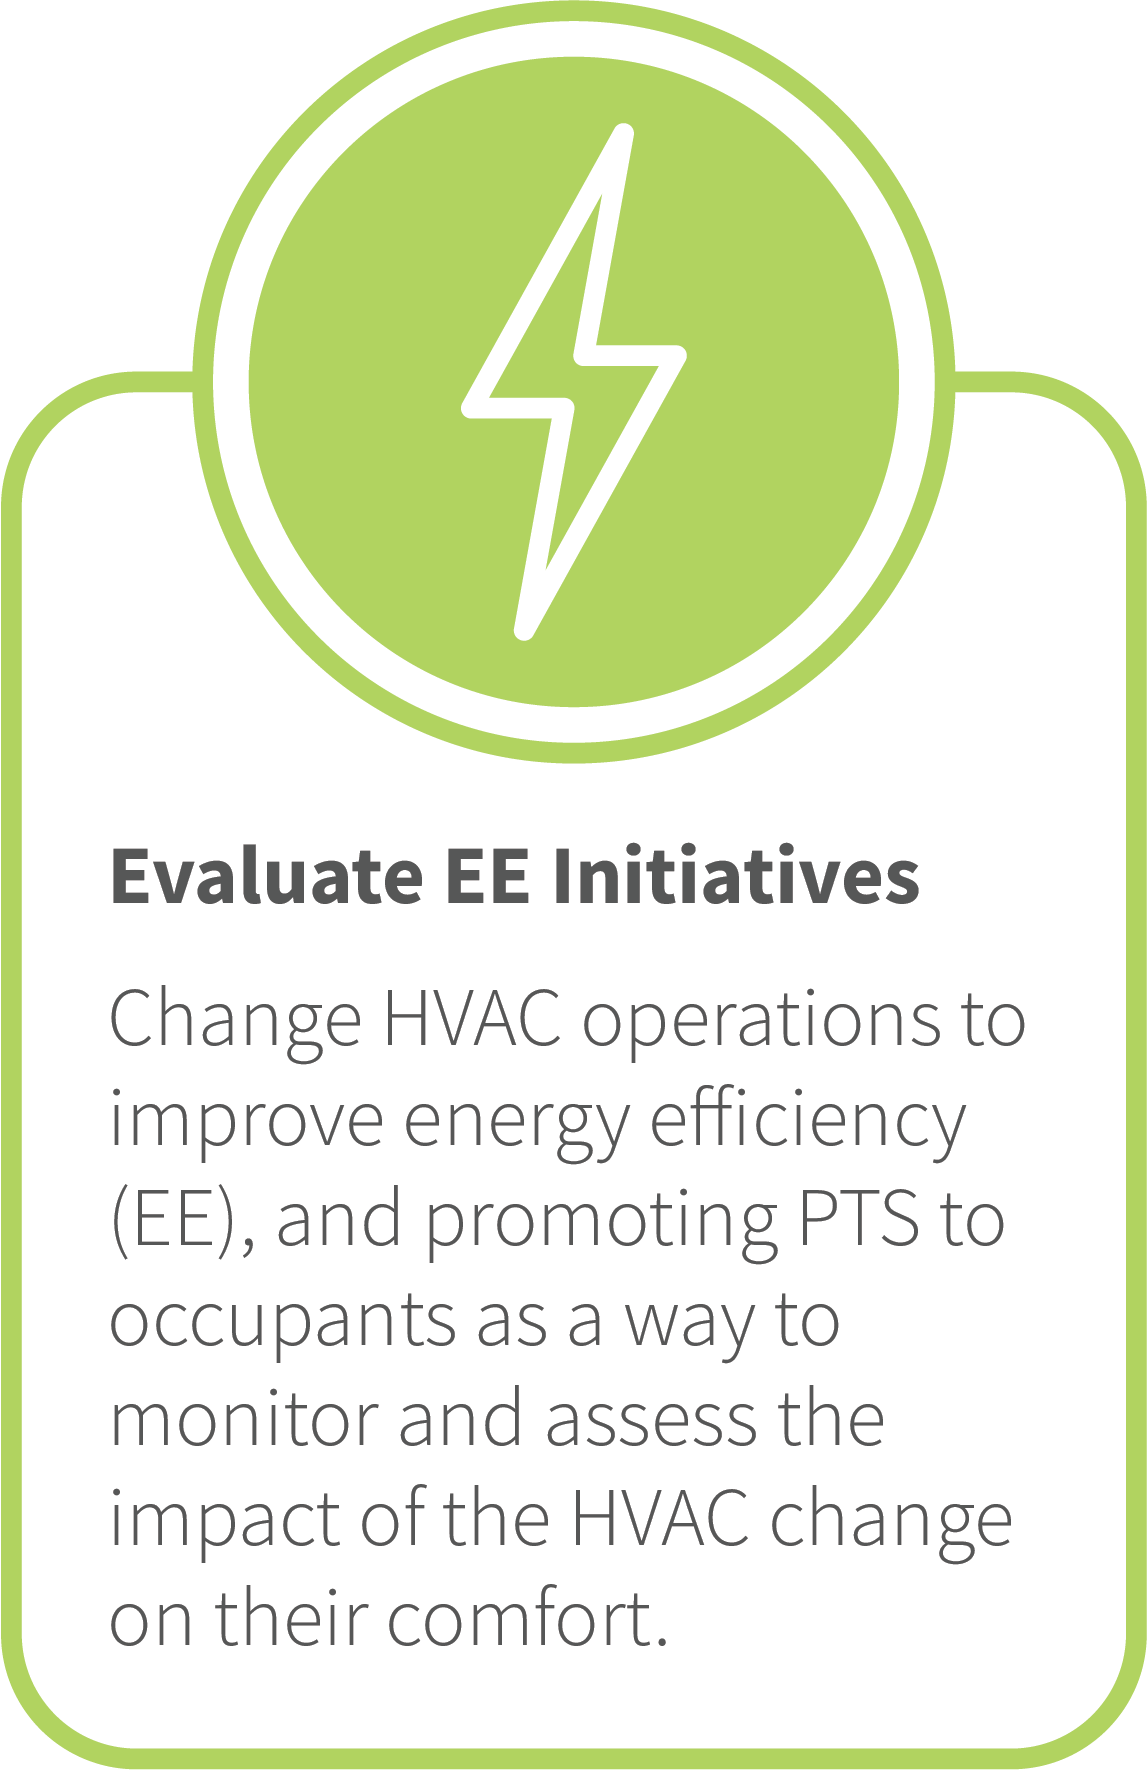 Evaluate EE Initiatives
Change HVAC operations to
improve energy efficiency
(EE), and promoting PTS to
occupants as a way to
monitor and assess the
impact of the HVAC change
on their comfort.